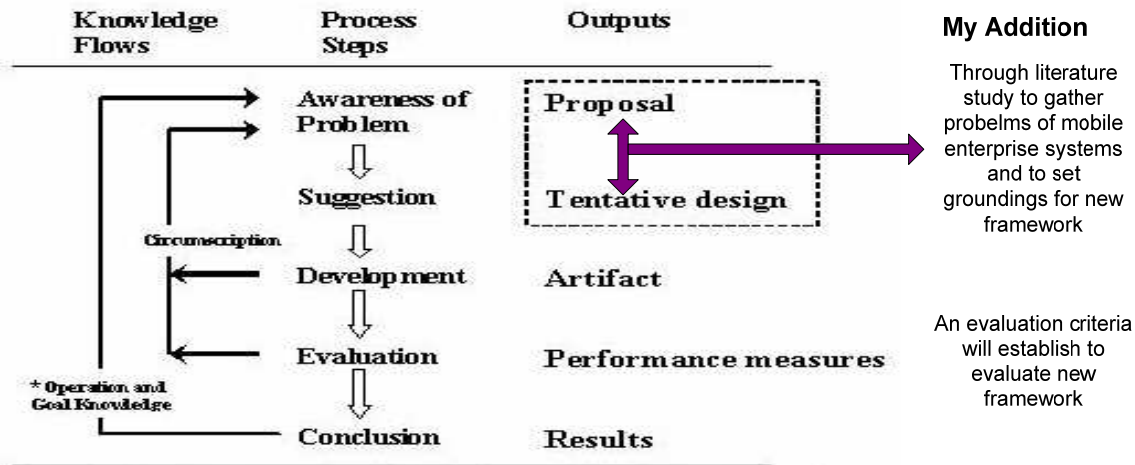 Knowledge Flows
Process Steps
Outputs
My Addition
Awareness of Problem
Proposal
Through literature
study to gather
probelms of mobile
enterprise systems
and to set
groundings for new
framework
Suggestion
Tentative design
Circumscription
Development
Artifact
Evaluation
Performance measures
An evaluation criteria
will establish to
evaluate new
framework
* Operation and
Goal Knowledge
Conclusion
Results